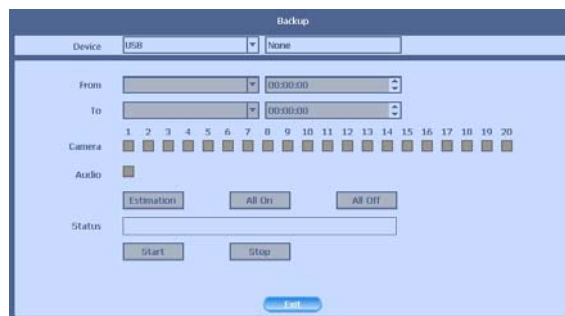 Backup
Device USB None
From 00:00:00
To 00:00:00
1 2 3 4 5 6 7 8 9 10 11 12 13 14 15 16 17 18 19 20
Camera
Audio
Estimation All On All Off
Status
Start Stop
Exit